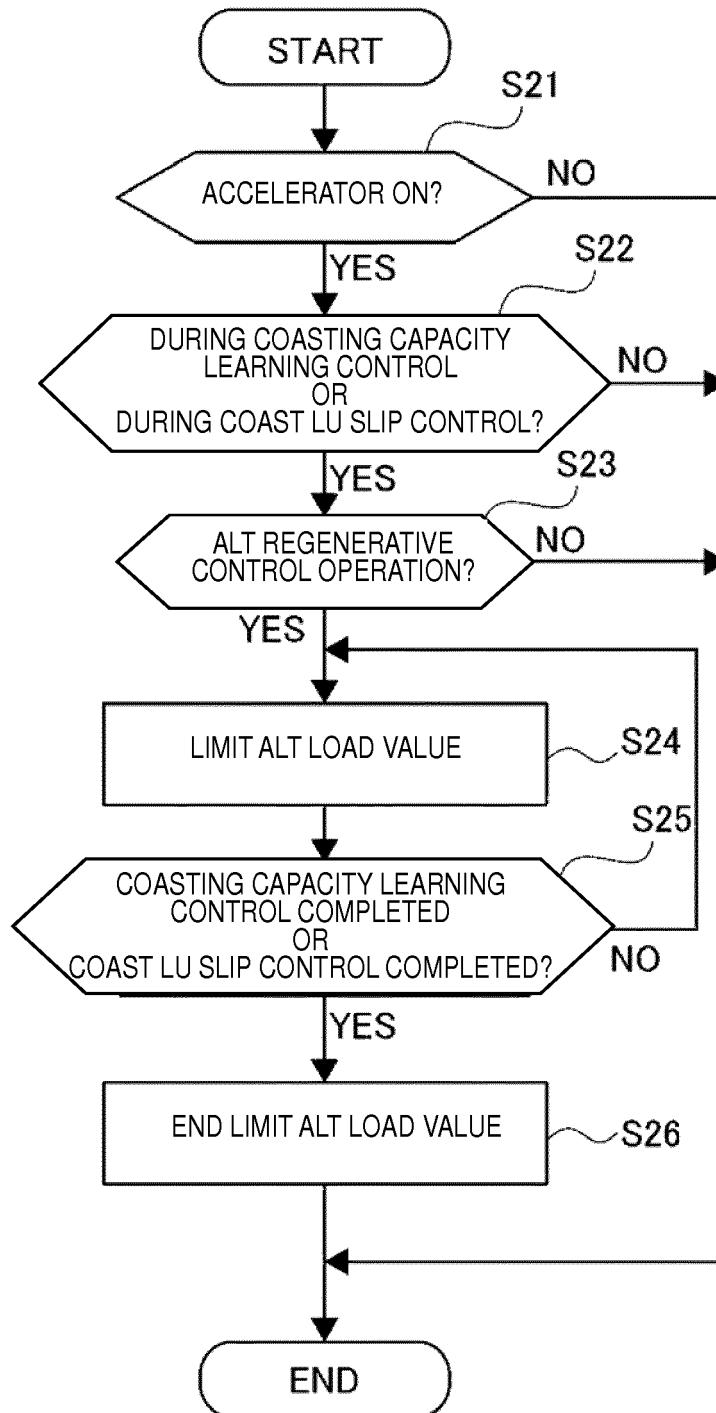 START
S21
ACCELERATOR ON?
NO
YES
S22
DURING COASTING CAPACITY
LEARNING CONTROL
OR
DURING COAST LU SLIP CONTROL?
NO
YES
S23
ALT REGENERATIVE
CONTROL OPERATION?
NO
YES
LIMIT ALT LOAD VALUE
S24
S25
COASTING CAPACITY LEARNING
CONTROL COMPLETED
OR
COAST LU SLIP CONTROL COMPLETED?
NO
YES
END LIMIT ALT LOAD VALUE
S26
END